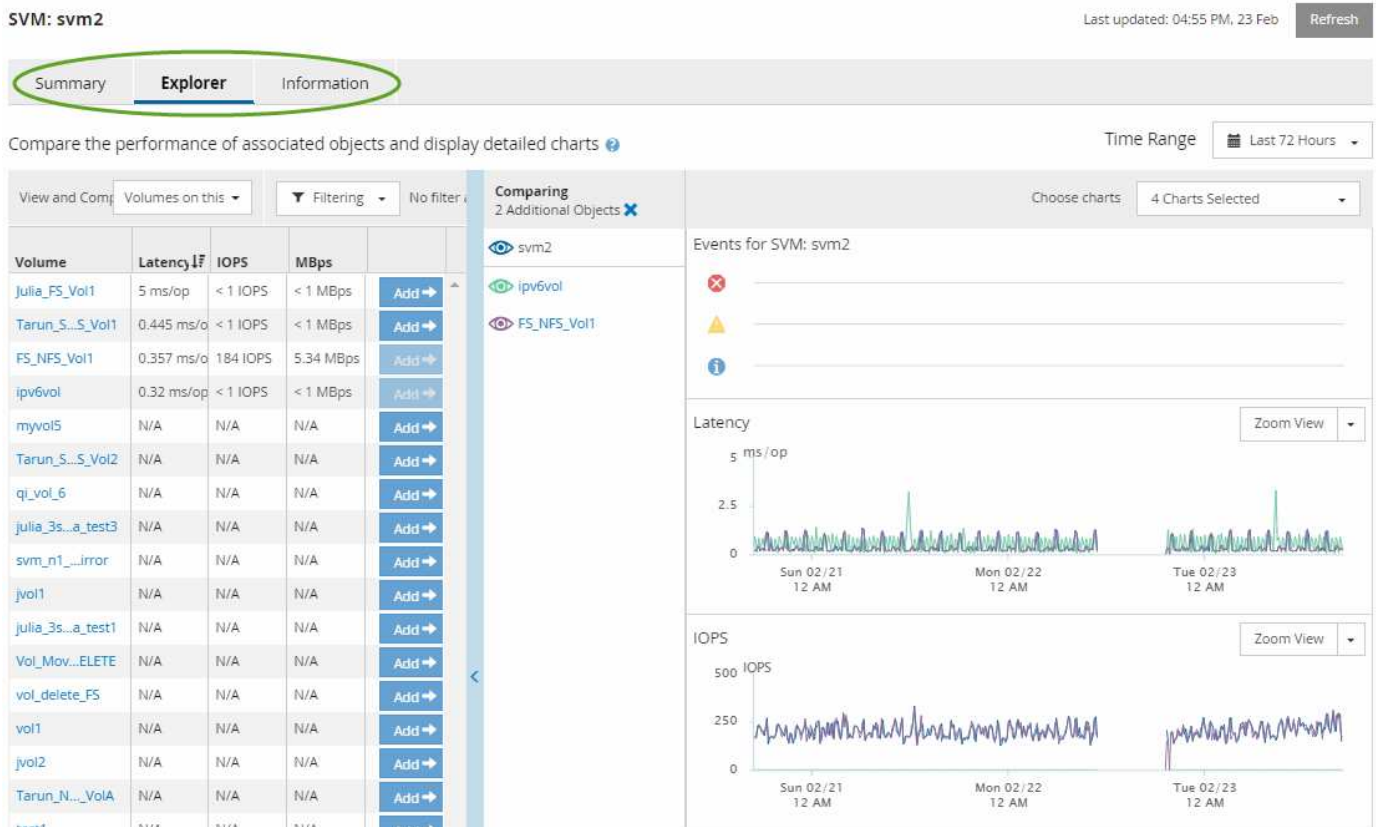 SVM: svm2
Last updated: 04:55 PM, 23 Feb Refresh
Summary Explorer Information
Compare the performance of associated objects and display detailed charts ?
Time Range Last 72 Hours
View and Comp Volumes on this Filtering No filter
Comparing
2 Additional Objects
Choose charts 4 Charts Selected
Volume Latency IOPS MBps
Julia_FS_Vol1 5 ms/op < 1 IOPS < 1 MBps Add
Tarun_S...S_Vol1 0.445 ms/o < 1 IOPS < 1 MBps Add
FS_NFS_Vol1 0.357 ms/o 184 IOPS 5.34 MBps Add
ipv6vol 0.32 ms/op < 1 IOPS < 1 MBps Add
myvol5 N/A N/A N/A Add
Tarun_S...S_Vol2 N/A N/A N/A Add
qi_vol_6 N/A N/A N/A Add
julia_3s...a_test3 N/A N/A N/A Add
svm_n1_...irror N/A N/A N/A Add
jvol1 N/A N/A N/A Add
julia_3s...a_test1 N/A N/A N/A Add
Vol_Mov...ELETE N/A N/A N/A Add
vol_delete_FS N/A N/A N/A Add
vol1 N/A N/A N/A Add
jvol2 N/A N/A N/A Add
Tarun_N..._VolA N/A N/A N/A Add
svm2
ipv6vol
FS_NFS_Vol1
Events for SVM: svm2
Latency Zoom View
5 ms/op
2.5
0
Sun 02/21 Mon 02/22 Tue 02/23
12 AM 12 AM 12 AM
IOPS Zoom View
500 IOPS
250
0
Sun 02/21 Mon 02/22 Tue 02/23
12 AM 12 AM 12 AM